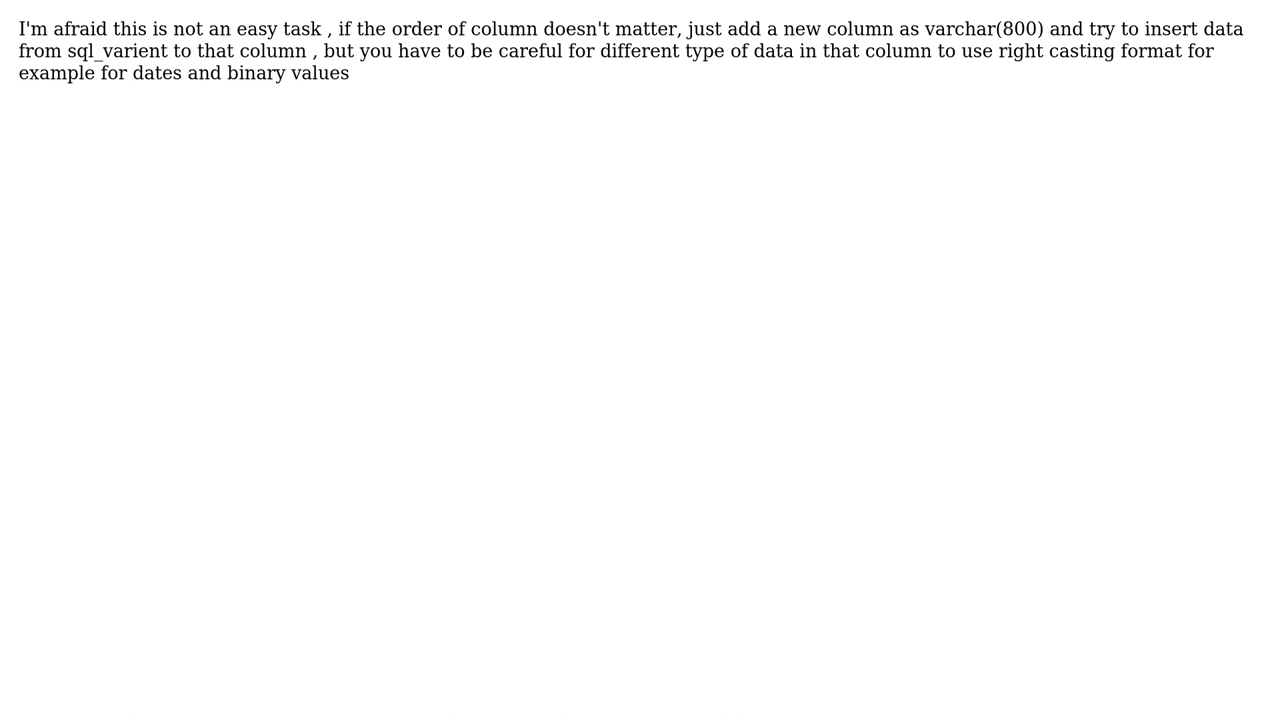 I'm afraid this is not an easy task , if the order of column doesn't matter, just add a new column as varchar(800) and try to insert data
from sql_varient to that column , but you have to be careful for different type of data in that column to use right casting format for
example for dates and binary values